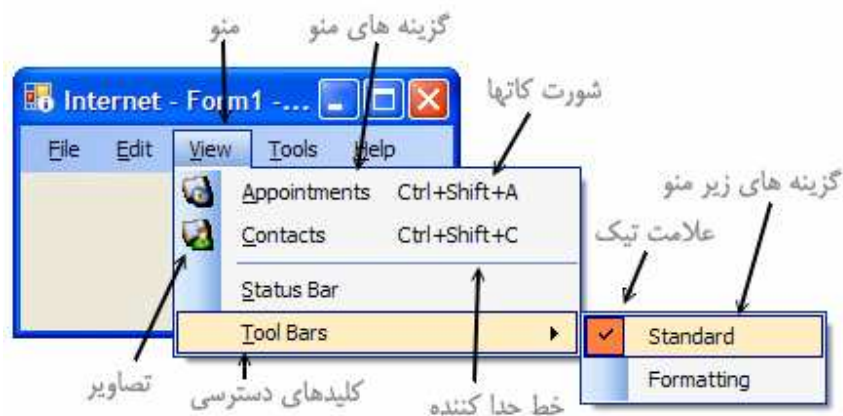 گزینه های منو
منو
شورت کاتها
Internet - Form1 -...
File Edit View Tools Help
گزینه های زیر منو
Appointments Ctrl+Shift+A
علامت تیک
Contacts Ctrl+Shift+C
Status Bar
Tool Bars
Standard
Formatting
تصاویر
کلیدهای دسترسی
خط جدا کننده